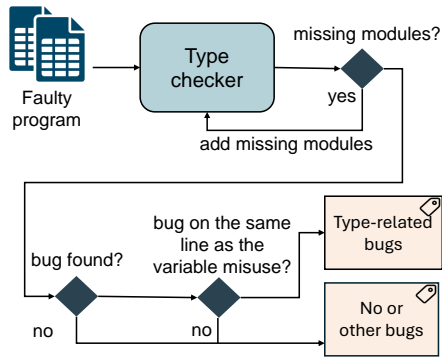 missing modules?
Type
checker
Faulty
program
yes
add missing modules
bug on the same
line as the
variable misuse?
Type-related
bugs
bug found?
no
no
No or
other bugs